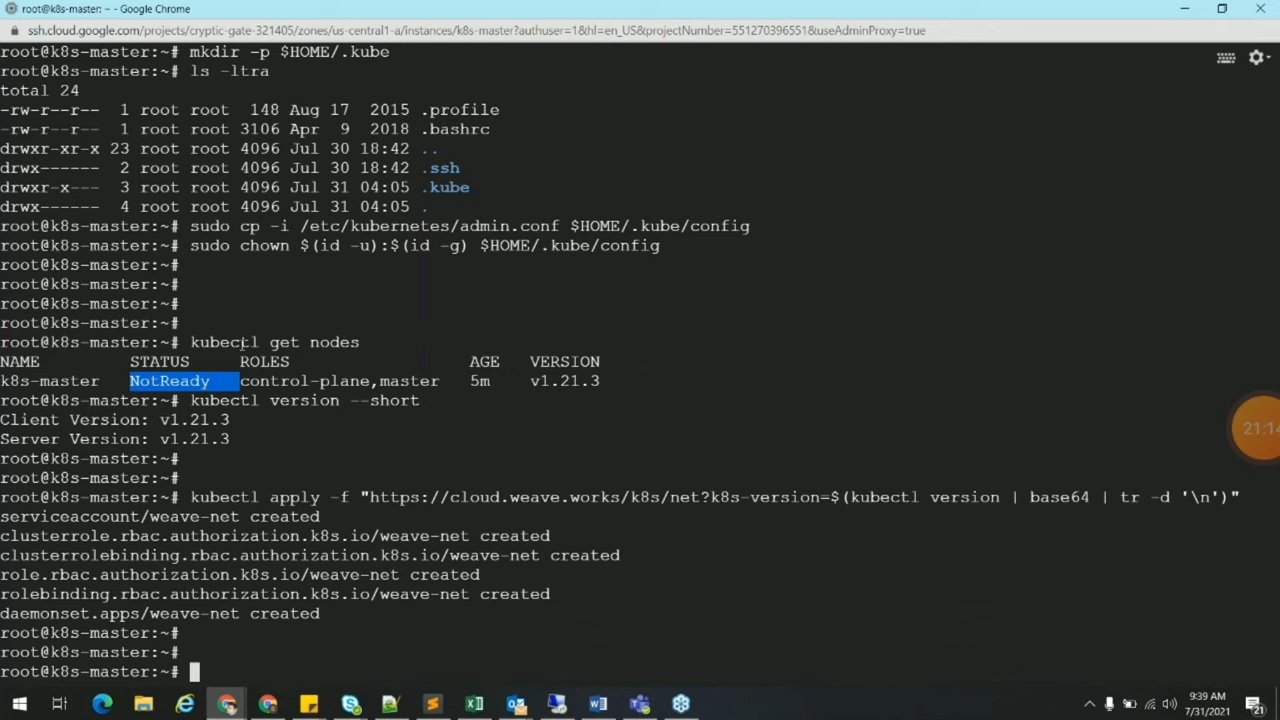 root@k8s-master: ~ - Google Chrome
ssh.cloud.google.com/projects/cryptic-gate-321405/zones/us-central1-a/instances/k8s-master?authuser=1&hl=en_US&projectNumber=551270396551&useAdminProxy=true
root@k8s-master:~# mkdir -p $HOME/.kube
root@k8s-master:~# ls -ltra
total 24
-rw-r--r-- 1 root root 148 Aug 17 2015 .profile
-rw-r--r-- 1 root root 3106 Apr 9 2018 .bashrc
drwxr-xr-x 23 root root 4096 Jul 30 18:42 ..
drwx------ 2 root root 4096 Jul 30 18:42 .ssh
drwxr-x--- 3 root root 4096 Jul 31 04:05 .kube
drwx------ 4 root root 4096 Jul 31 04:05 .
root@k8s-master:~# sudo cp -i /etc/kubernetes/admin.conf $HOME/.kube/config
root@k8s-master:~# sudo chown $(id -u):$(id -g) $HOME/.kube/config
root@k8s-master:~#
root@k8s-master:~#
root@k8s-master:~#
root@k8s-master:~#
root@k8s-master:~# kubectl get nodes
NAME STATUS ROLES AGE VERSION
k8s-master NotReady control-plane,master 5m v1.21.3
root@k8s-master:~# kubectl version --short
Client Version: v1.21.3
Server Version: v1.21.3
root@k8s-master:~#
root@k8s-master:~#
root@k8s-master:~# kubectl apply -f "https://cloud.weave.works/k8s/net?k8s-version=$(kubectl version | base64 | tr -d '\n')"
serviceaccount/weave-net created
clusterrole.rbac.authorization.k8s.io/weave-net created
clusterrolebinding.rbac.authorization.k8s.io/weave-net created
role.rbac.authorization.k8s.io/weave-net created
rolebinding.rbac.authorization.k8s.io/weave-net created
daemonset.apps/weave-net created
root@k8s-master:~#
root@k8s-master:~#
root@k8s-master:~#
21:14
9:39 AM
7/31/2021
21